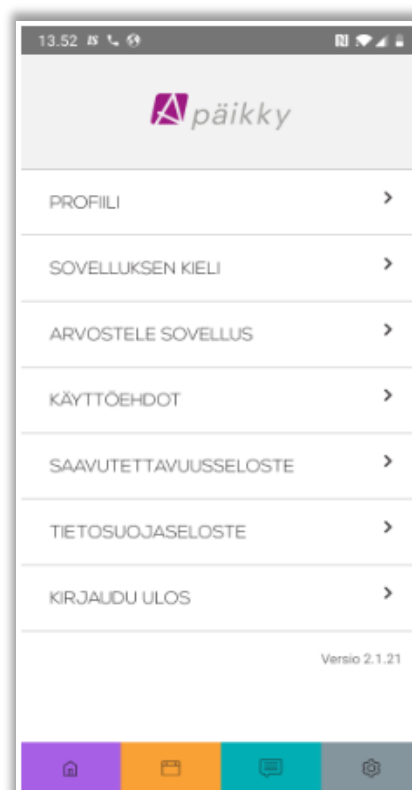 13.52
päikky
PROFIILI
SOVELLUKSEN KIELI
ARVOSTELE SOVELLUS
KÄYTTÖEHDOT
SAAVUTETTAVUUSSELOSTE
TIETOSUOJASELOSTE
KIRJAUDU ULOS
Versio 2.1.21